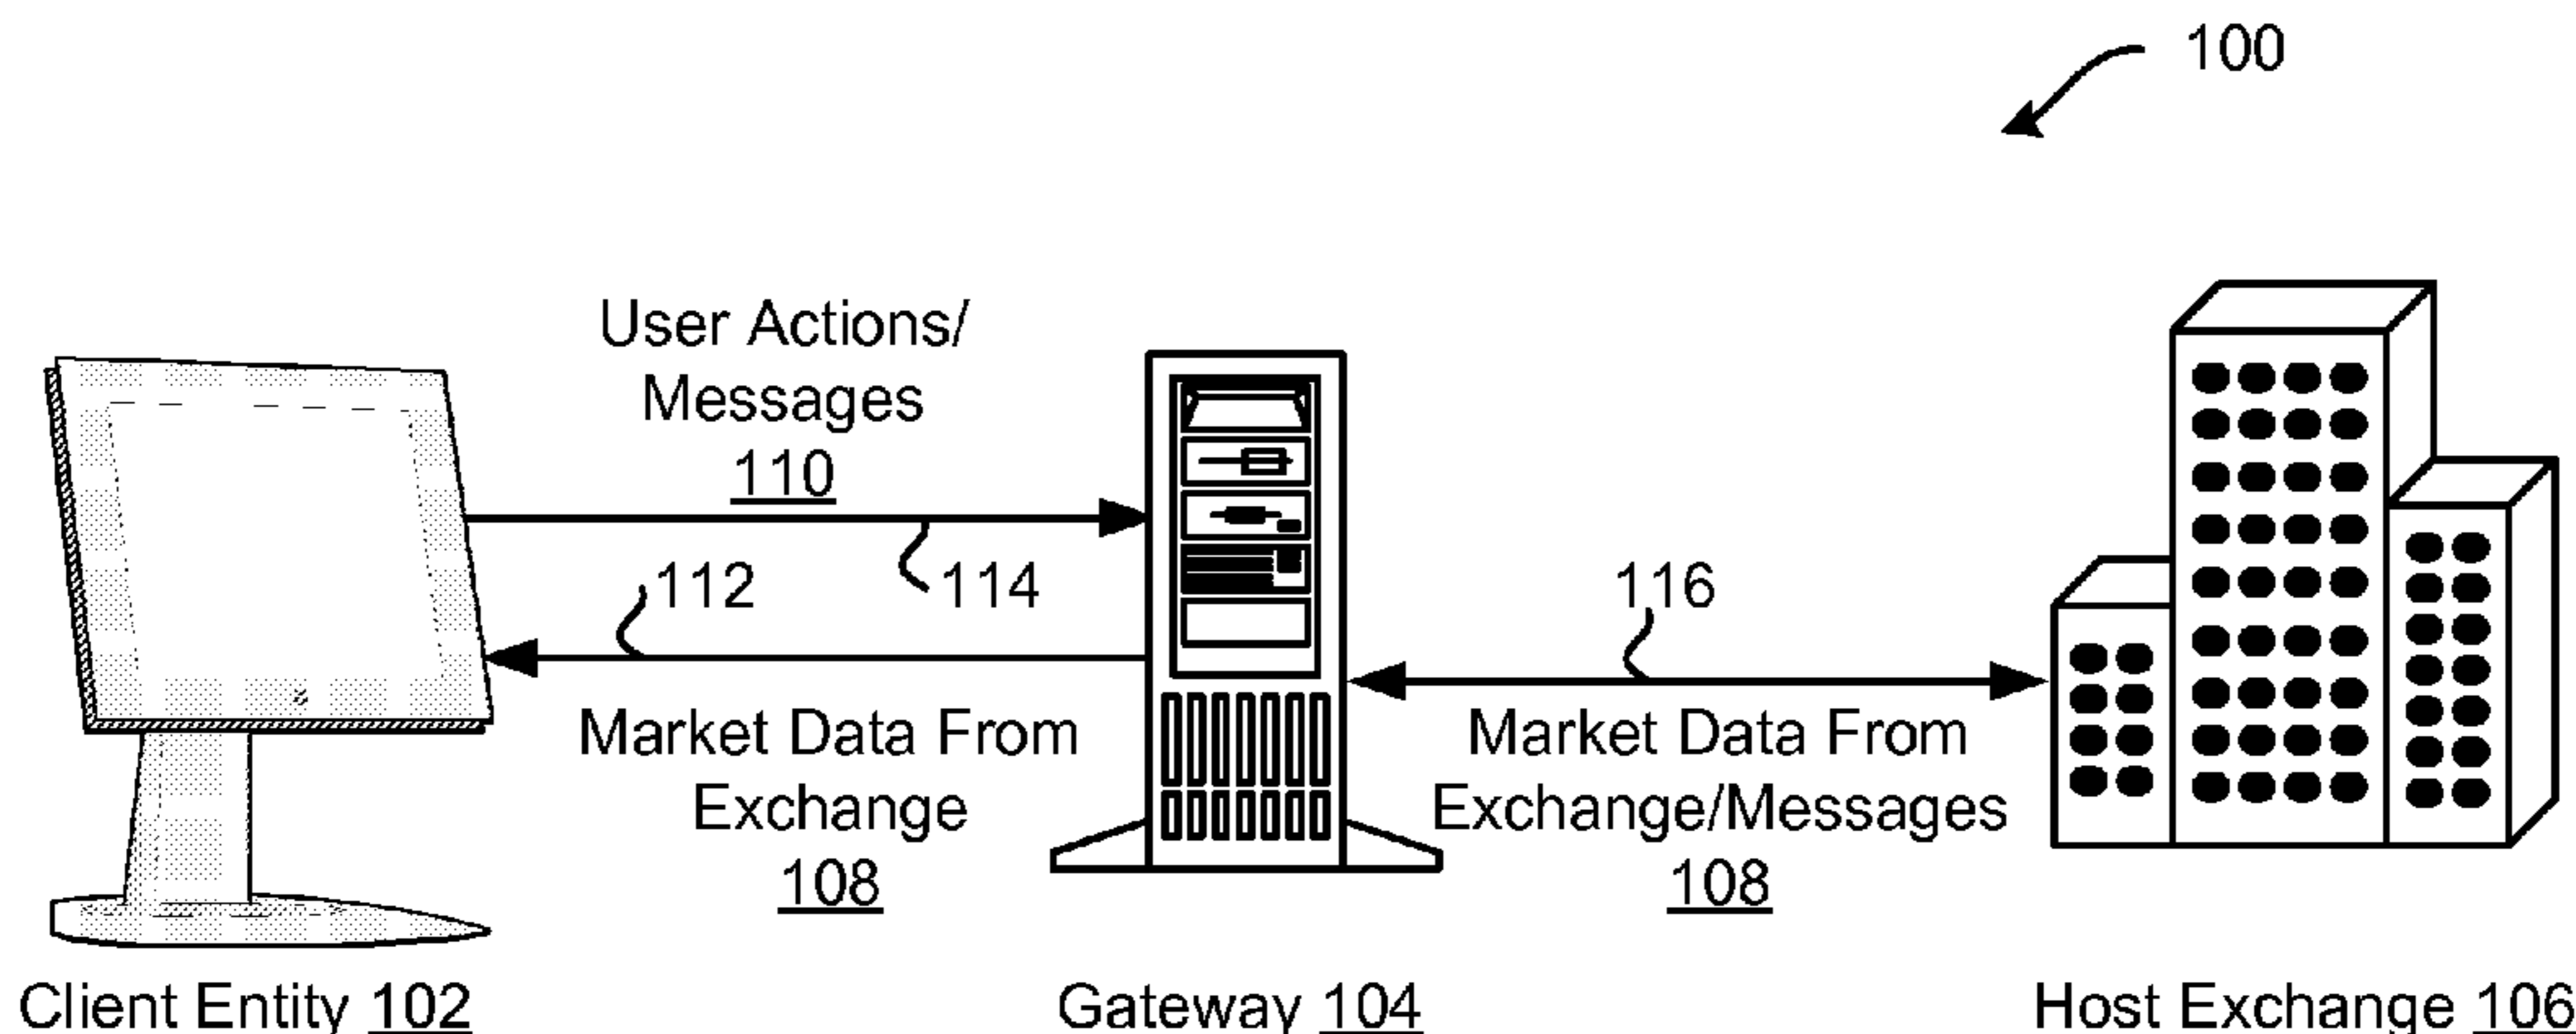 100
User Actions/
Messages
110
114
112
116
Market Data From
Exchange
108
Market Data From
Exchange/Messages
108
Client Entity 102
Gateway 104
Host Exchange 106